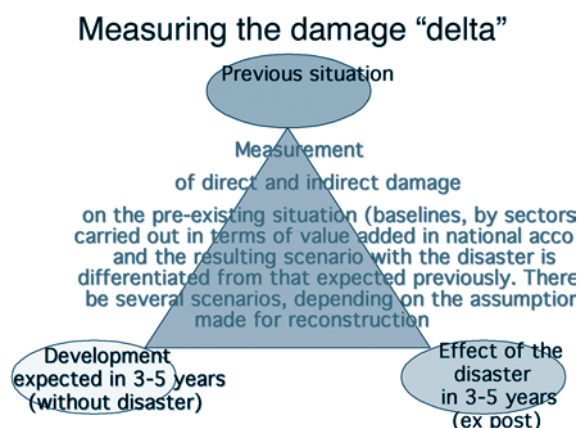 Measuring the damage “delta”
Previous situation
Measurement
of direct and indirect damage
on the pre-existing situation (baselines, by sectors
carried out in terms of value added in national acco
and the resulting scenario with the disaster is
differentiated from that expected previously. There
be several scenarios, depending on the assumption
made for reconstruction
Development
expected in 3-5 years
(without disaster)
Effect of the
disaster
in 3-5 years
(ex post)